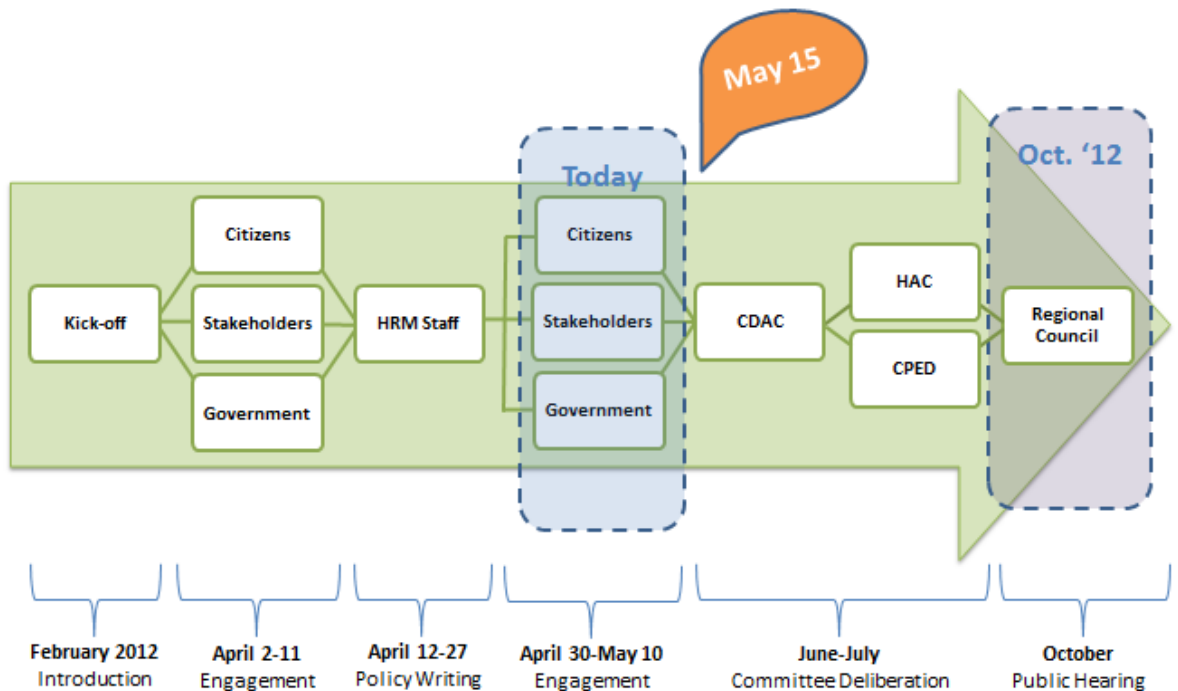 May 15
Today
Oct. ‘12
Kick-off
Citizens
Stakeholders
Government
HRM Staff
Citizens
Stakeholders
Government
CDAC
HAC
CPED
Regional
Council
February 2012
Introduction
April 2-11
Engagement
April 12-27
Policy Writing
April 30-May 10
Engagement
June-July
Committee Deliberation
October
Public Hearing